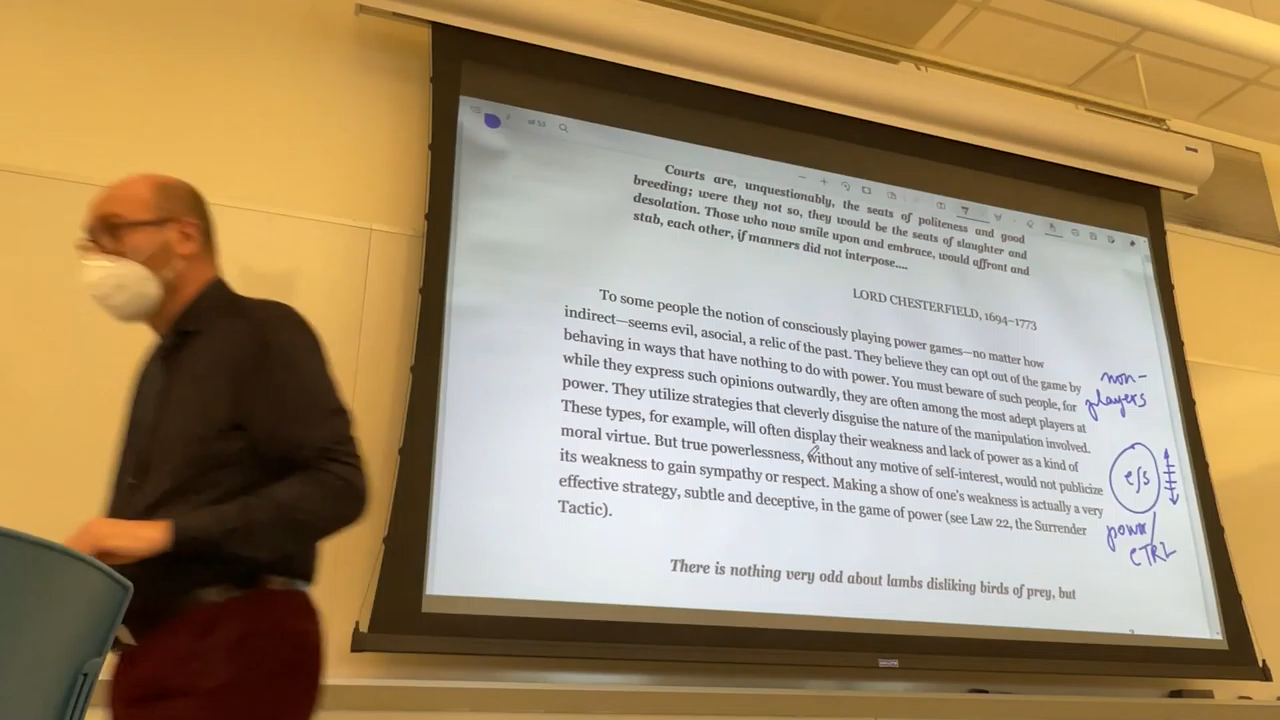 Courts are, unquestionably, the seats of politeness and good
breeding; were they not so, they would be the seats of slaughter and
desolation. Those who now smile upon and embrace, would affront and
stab, each other, if manners did not interpose....
LORD CHESTERFIELD, 1694–1773
To some people the notion of consciously playing power games—no matter how
indirect—seems evil, asocial, a relic of the past. They believe they can opt out of the game by
behaving in ways that have nothing to do with power. You must beware of such people, for
while they express such opinions outwardly, they are often among the most adept players at
power. They utilize strategies that cleverly disguise the nature of the manipulation involved.
These types, for example, will often display their weakness and lack of power as a kind of
moral virtue. But true powerlessness, without any motive of self-interest, would not publicize
its weakness to gain sympathy or respect. Making a show of one's weakness is actually a very
effective strategy, subtle and deceptive, in the game of power (see Law 22, the Surrender
Tactic).
non-
players
e/s
power/
CTRL
There is nothing very odd about lambs disliking birds of prey, but